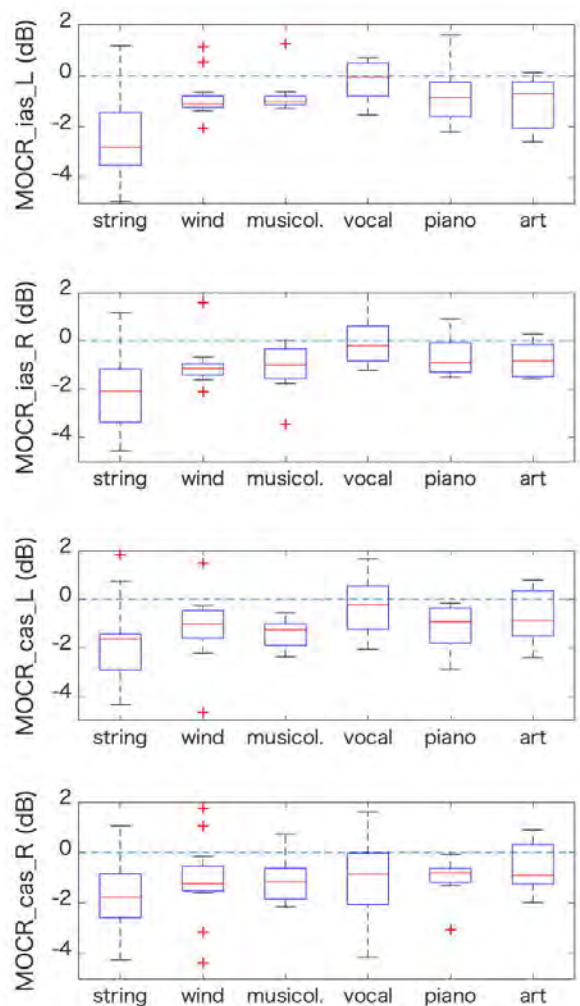 MOCR_ias_L (dB)
2
0
-2
-4
string wind musicol. vocal piano art
MOCR_ias_R (dB)
2
0
-2
-4
string wind musicol. vocal piano art
MOCR_cas_L (dB)
2
0
-2
-4
string wind musicol. vocal piano art
MOCR_cas_R (dB)
2
0
-2
-4
string wind musicol. vocal piano art